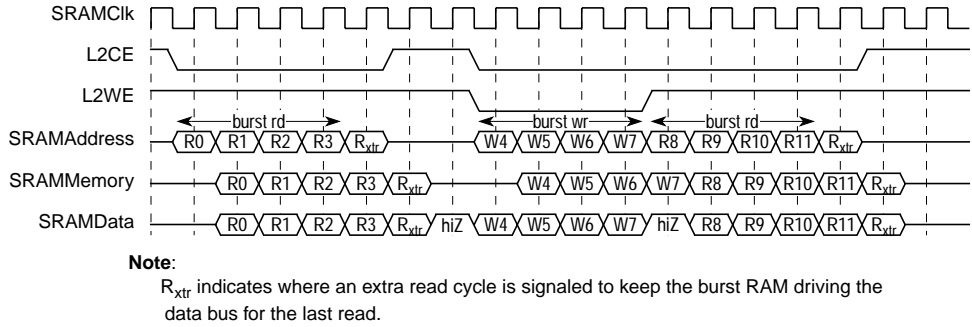 SRAMClk
L2CE
L2WE
burst rd burst wr burst rd
SRAMAddress R0 R1 R2 R3 Rxtr W4 W5 W6 W7 R8 R9 R10 R11 Rxtr
SRAMMemory R0 R1 R2 R3 Rxtr W4 W5 W6 W7 R8 R9 R10 R11 Rxtr
SRAMData R0 R1 R2 R3 Rxtr hiZ W4 W5 W6 W7 hiZ R8 R9 R10 R11 Rxtr
Note:
Rxtr indicates where an extra read cycle is signaled to keep the burst RAM driving the
data bus for the last read.